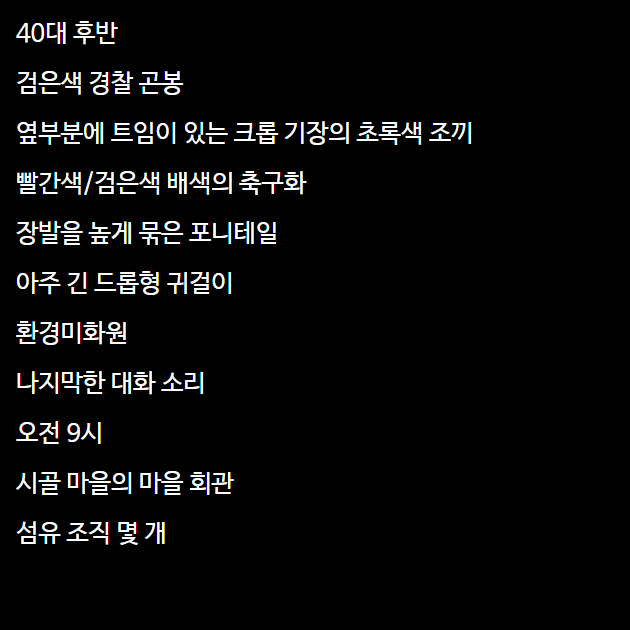 40대 후반
검은색 경찰 곤봉
옆부분에 트임이 있는 크롭 기장의 초록색 조끼
빨간색/검은색 배색의 축구화
장발을 높게 묶은 포니테일
아주 긴 드롭형 귀걸이
환경미화원
나지막한 대화 소리
오전 9시
시골 마을의 마을 회관
섬유 조직 몇 개